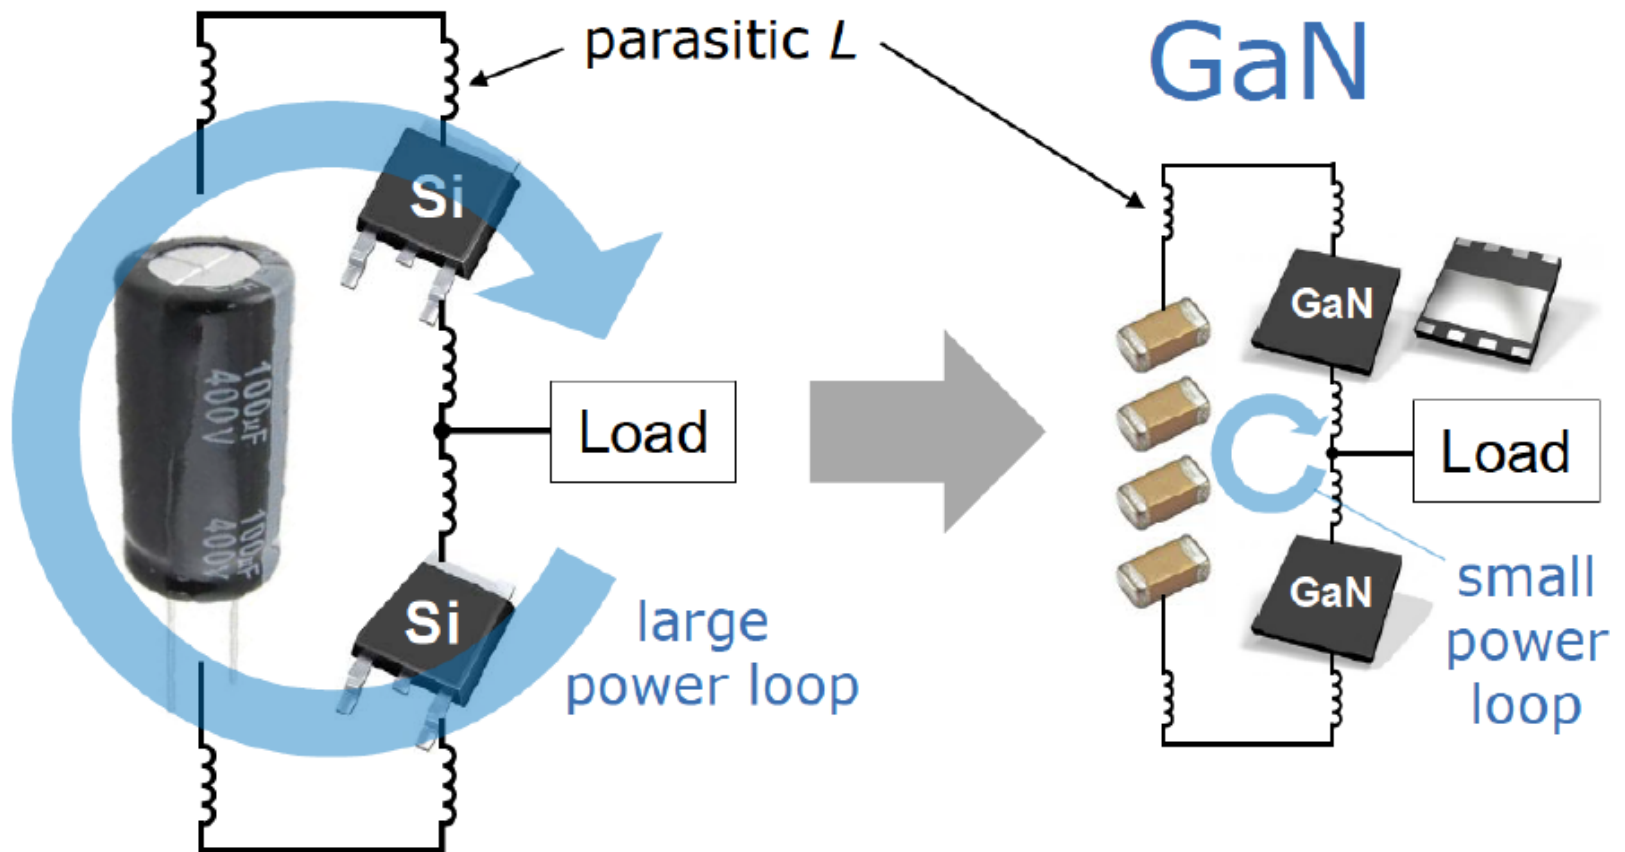 parasitic L
GaN
Si
GaN
100µF
400V
Load
Load
100µF
400V
Si
GaN
large
power loop
small
power
loop